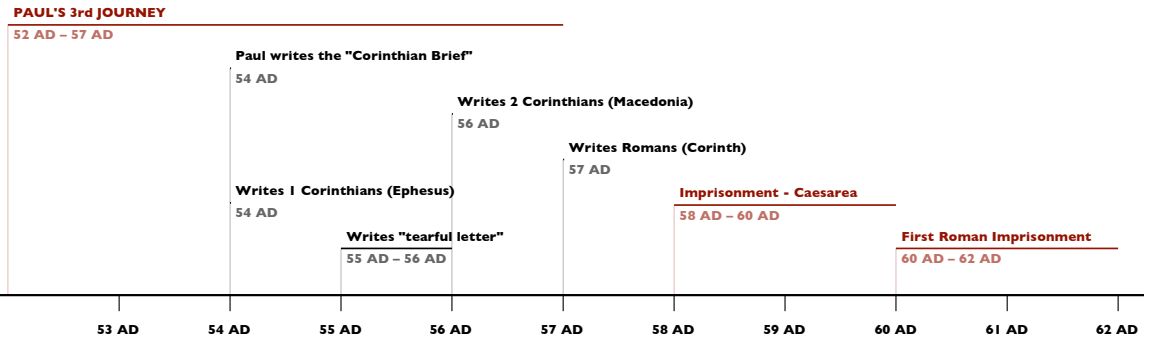 PAUL'S 3rd JOURNEY
52 AD – 57 AD
Paul writes the "Corinthian Brief"
54 AD
Writes 2 Corinthians (Macedonia)
56 AD
Writes Romans (Corinth)
57 AD
Writes 1 Corinthians (Ephesus)
54 AD
Imprisonment - Caesarea
58 AD – 60 AD
Writes "tearful letter"
55 AD – 56 AD
First Roman Imprisonment
60 AD – 62 AD
53 AD 54 AD 55 AD 56 AD 57 AD 58 AD 59 AD 60 AD 61 AD 62 AD